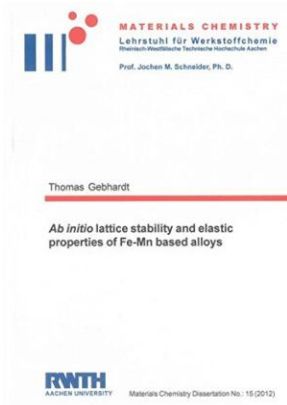 MATERIALS CHEMISTRY
Lehrstuhl für Werkstoffchemie
Rheinisch-Westfälische Technische Hochschule Aachen
Prof. Jochen M. Schneider, Ph. D.
Thomas Gebhardt
Ab initio lattice stability and elastic
properties of Fe-Mn based alloys
RWTH
AACHEN UNIVERSITY
Materials Chemistry Dissertation No.: 15 (2012)